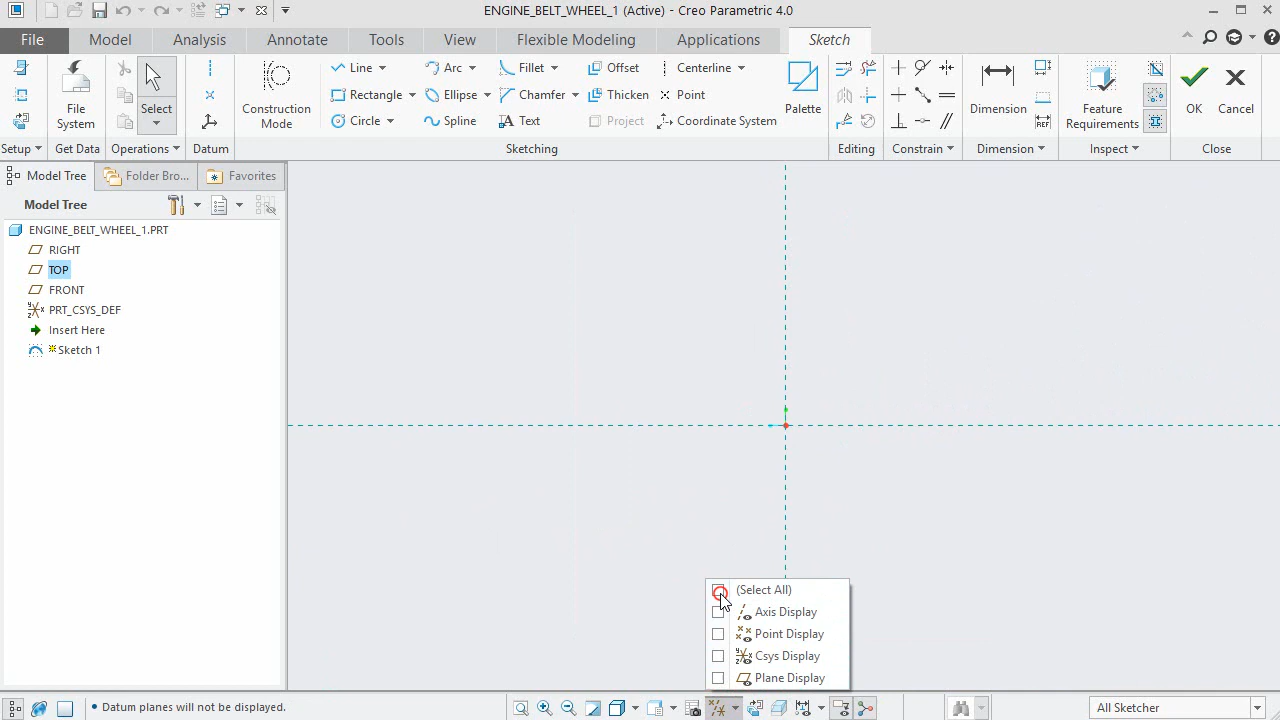 ENGINE_BELT_WHEEL_1 (Active) - Creo Parametric 4.0
File Model Analysis Annotate Tools View Flexible Modeling Applications Sketch
Line Arc Fillet Offset Centerline
Rectangle Ellipse Chamfer Thicken Point
Circle Spline Text Project Coordinate System
File System Select Construction Mode Palette Dimension Feature Requirements OK Cancel
REF
Setup Get Data Operations Datum Sketching Editing Constrain Dimension Inspect Close
Model Tree Folder Bro... Favorites
Model Tree
ENGINE_BELT_WHEEL_1.PRT
RIGHT
TOP
FRONT
PRT_CSYS_DEF
Insert Here
Sketch 1
(Select All)
Axis Display
Point Display
Csys Display
Plane Display
• Datum planes will not be displayed.
All Sketcher